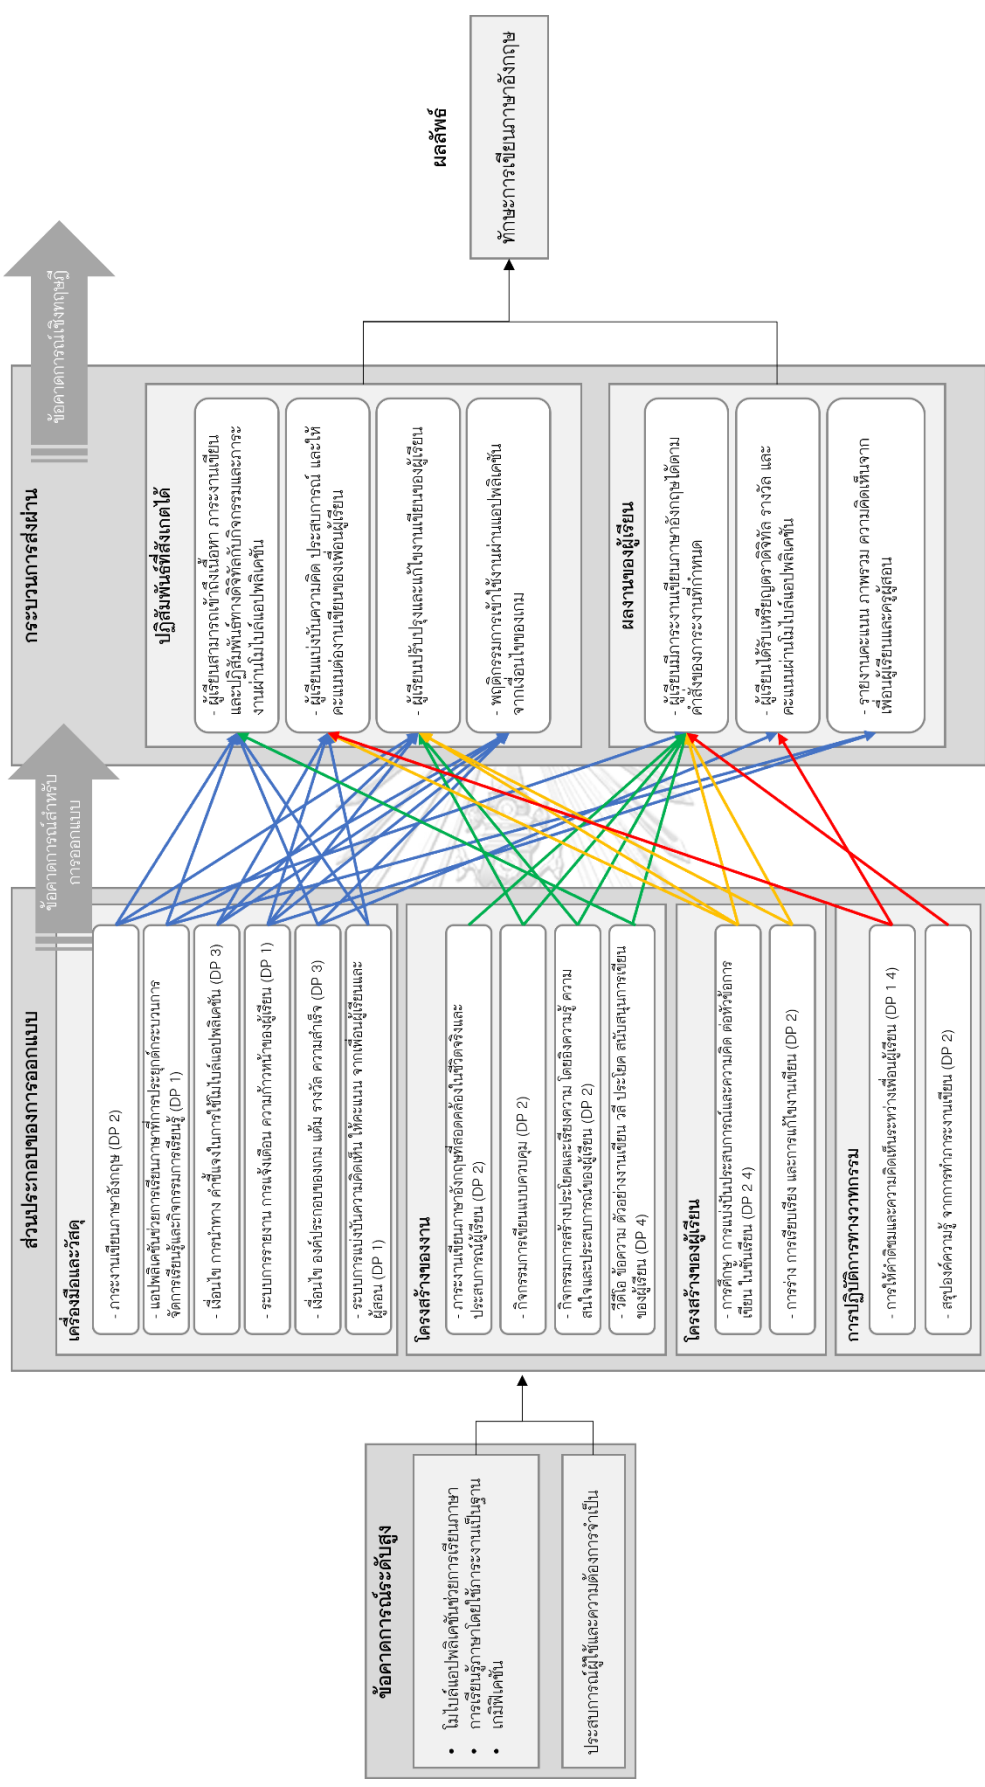 ข้อคาดการณ์ระดับสูง
• โมไบล์แอปพลิเคชันช่วยการเรียนภาษา
• การเรียนรู้ภาษาโดยใช้ภาระงานเป็นฐาน
• เกมิฟิเคชัน
ประสบการณ์ผู้ใช้และความต้องการจำเป็น
ส่วนประกอบของการออกแบบ
เครื่องมือและวัสดุ
- ภาระงานเขียนภาษาอังกฤษ (DP 2)
- แอปพลิเคชันช่วยการเรียนภาษาที่การประยุกต์กระบวนการ
จัดการเรียนรู้และกิจกรรมการเรียนรู้ (DP 1)
- เงื่อนไข การนำทาง คำชี้แจงในการใช้โมไบล์แอปพลิเคชัน (DP 3)
- ระบบการรายงาน การแจ้งเตือน ความก้าวหน้าของผู้เรียน (DP 1)
- เงื่อนไข องค์ประกอบของเกม แต้ม รางวัล ความสำเร็จ (DP 3)
- ระบบการแบ่งปันความคิดเห็น ให้คะแนน จากเพื่อนผู้เรียนและ
ผู้สอน (DP 1)
โครงสร้างของงาน
- ภาระงานเขียนภาษาอังกฤษที่สอดคล้องในชีวิตจริงและ
ประสบการณ์ผู้เรียน (DP 2)
- กิจกรรมการเขียนแบบควบคุม (DP 2)
- กิจกรรมการสร้างประโยคและเรียงความ โดยอิงความรู้ ความ
สนใจและประสบการณ์ของผู้เรียน (DP 2)
- วีดีโอ ข้อความ ตัวอย่างงานเขียน วลี ประโยค สนับสนุนการเขียน
ของผู้เรียน (DP 4)
โครงสร้างของผู้เรียน
- การศึกษา การแบ่งปันประสบการณ์และความคิด ต่อหัวข้อการ
เขียน ในชั้นเรียน (DP 2 4)
- การร่าง การเรียบเรียง และการแก้ไขงานเขียน (DP 2)
การปฏิบัติการทางวาทกรรม
- การให้คำติชมและความคิดเห็นระหว่างเพื่อนผู้เรียน (DP 1 4)
- สรุปองค์ความรู้ จากการทำภาระงานเขียน (DP 2)
ข้อคาดการณ์สำหรับ
การออกแบบ
กระบวนการส่งผ่าน
ปฏิสัมพันธ์ที่สังเกตได้
- ผู้เรียนสามารถเข้าถึงเนื้อหา ภาระงานเขียน
และปฏิสัมพันธ์ทางดิจิทัลกับกิจกรรมและภาระ
งานผ่านโมไบล์แอปพลิเคชัน
- ผู้เรียนแบ่งปันความคิด ประสบการณ์ และให้
คะแนนต่องานเขียนของเพื่อนผู้เรียน
- ผู้เรียนปรับปรุงและแก้ไขงานเขียนของผู้เรียน
- พฤติกรรมการเข้าใช้งานผ่านแอปพลิเคชัน
จากเงื่อนไขของเกม
ผลงานของผู้เรียน
- ผู้เรียนมีภาระงานเขียนภาษาอังกฤษได้ตาม
คำสั่งของภาระงานที่กำหนด
- ผู้เรียนได้รับเหรียญตราดิจิทัล รางวัล และ
คะแนนผ่านโมไบล์แอปพลิเคชัน
- รายงานคะแนน ภาพรวม ความคิดเห็นจาก
เพื่อนผู้เรียนและครูผู้สอน
ข้อคาดการณ์เชิงทฤษฎี
ผลลัพธ์
ทักษะการเขียนภาษาอังกฤษ